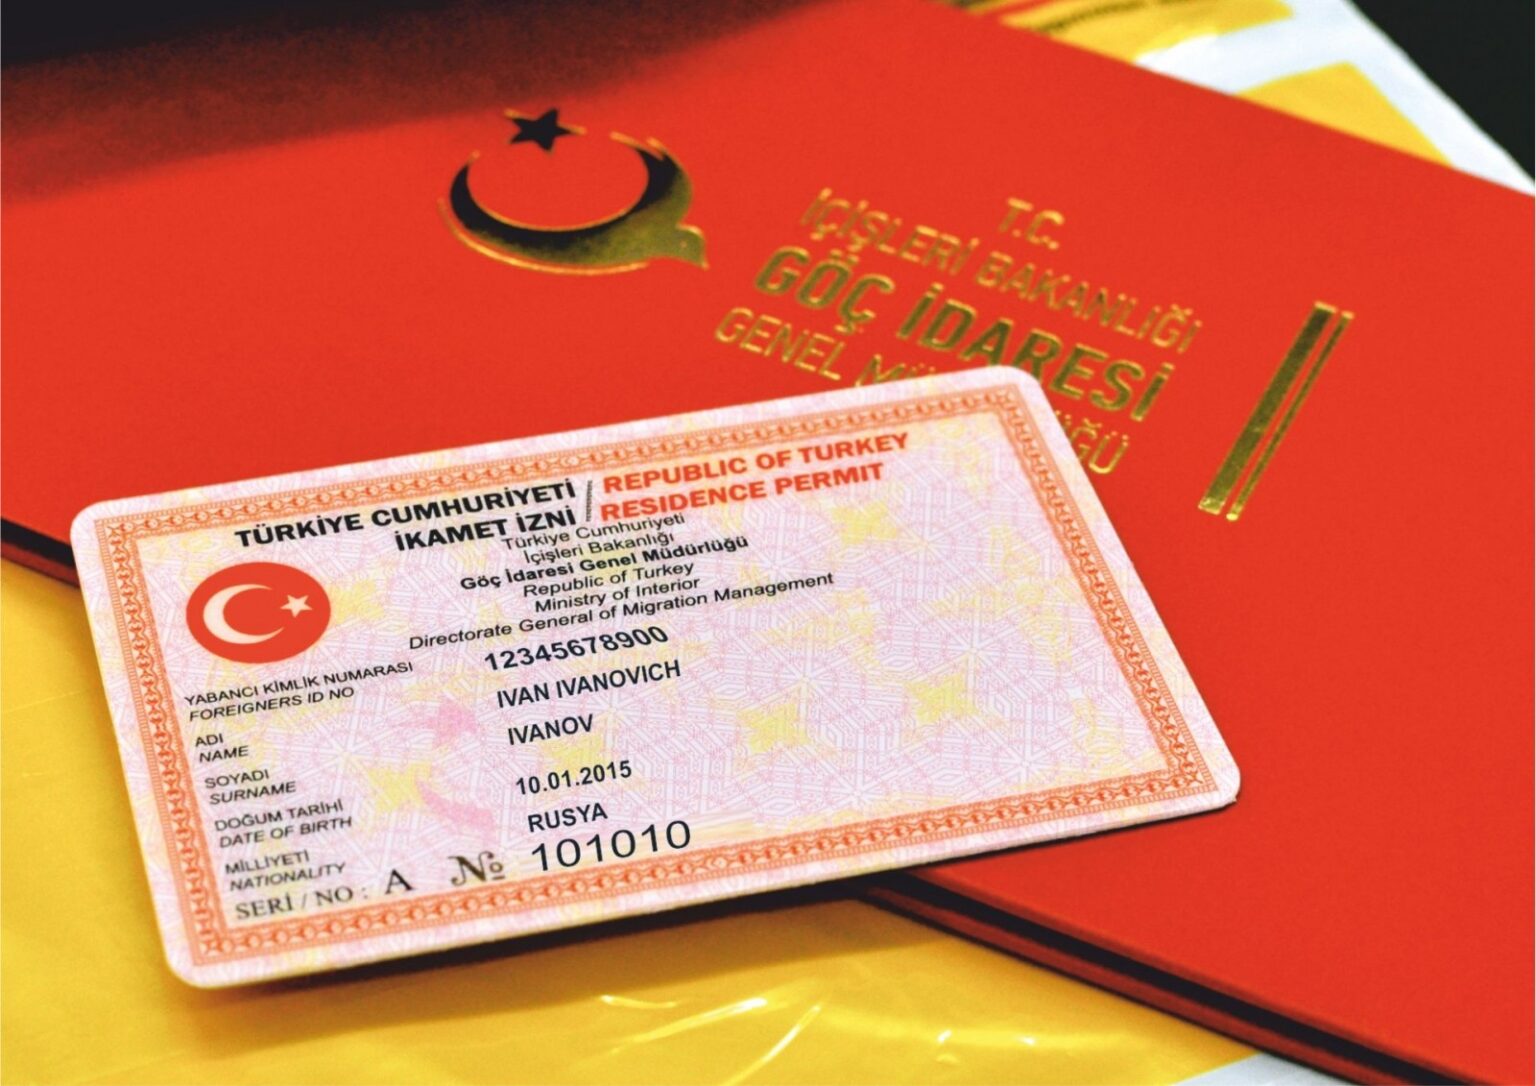 T.C.
İÇİŞLERİ BAKANLIĞI
GÖÇ İDARESİ
GENEL
TÜRKİYE CUMHURİYETİ / REPUBLIC OF TURKEY
İKAMET İZNİ / RESIDENCE PERMIT
Türkiye Cumhuriyeti
İçişleri Bakanlığı
Göç İdaresi Genel Müdürlüğü
Republic of Turkey
Ministry of Interior
Directorate General of Migration Management
YABANCI KİMLİK NUMARASI 12345678900
FOREIGNERS ID NO
ADI IVAN IVANOVICH
NAME
SOYADI IVANOV
SURNAME
DOĞUM TARİHİ 10.01.2015
DATE OF BIRTH
MİLLİYETİ RUSYA
NATIONALITY
SERİ / NO : A № 101010